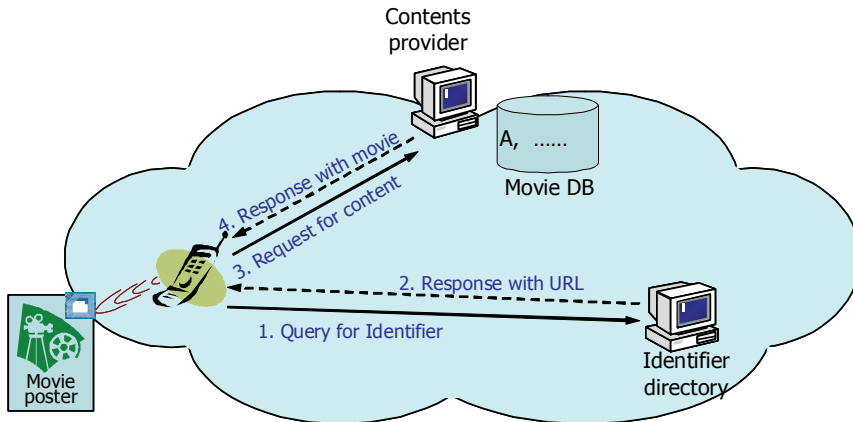 Contents
provider
A, ......
Movie DB
4. Response with movie
3. Request for content
2. Response with URL
1. Query for Identifier
Identifier
directory
Movie
poster